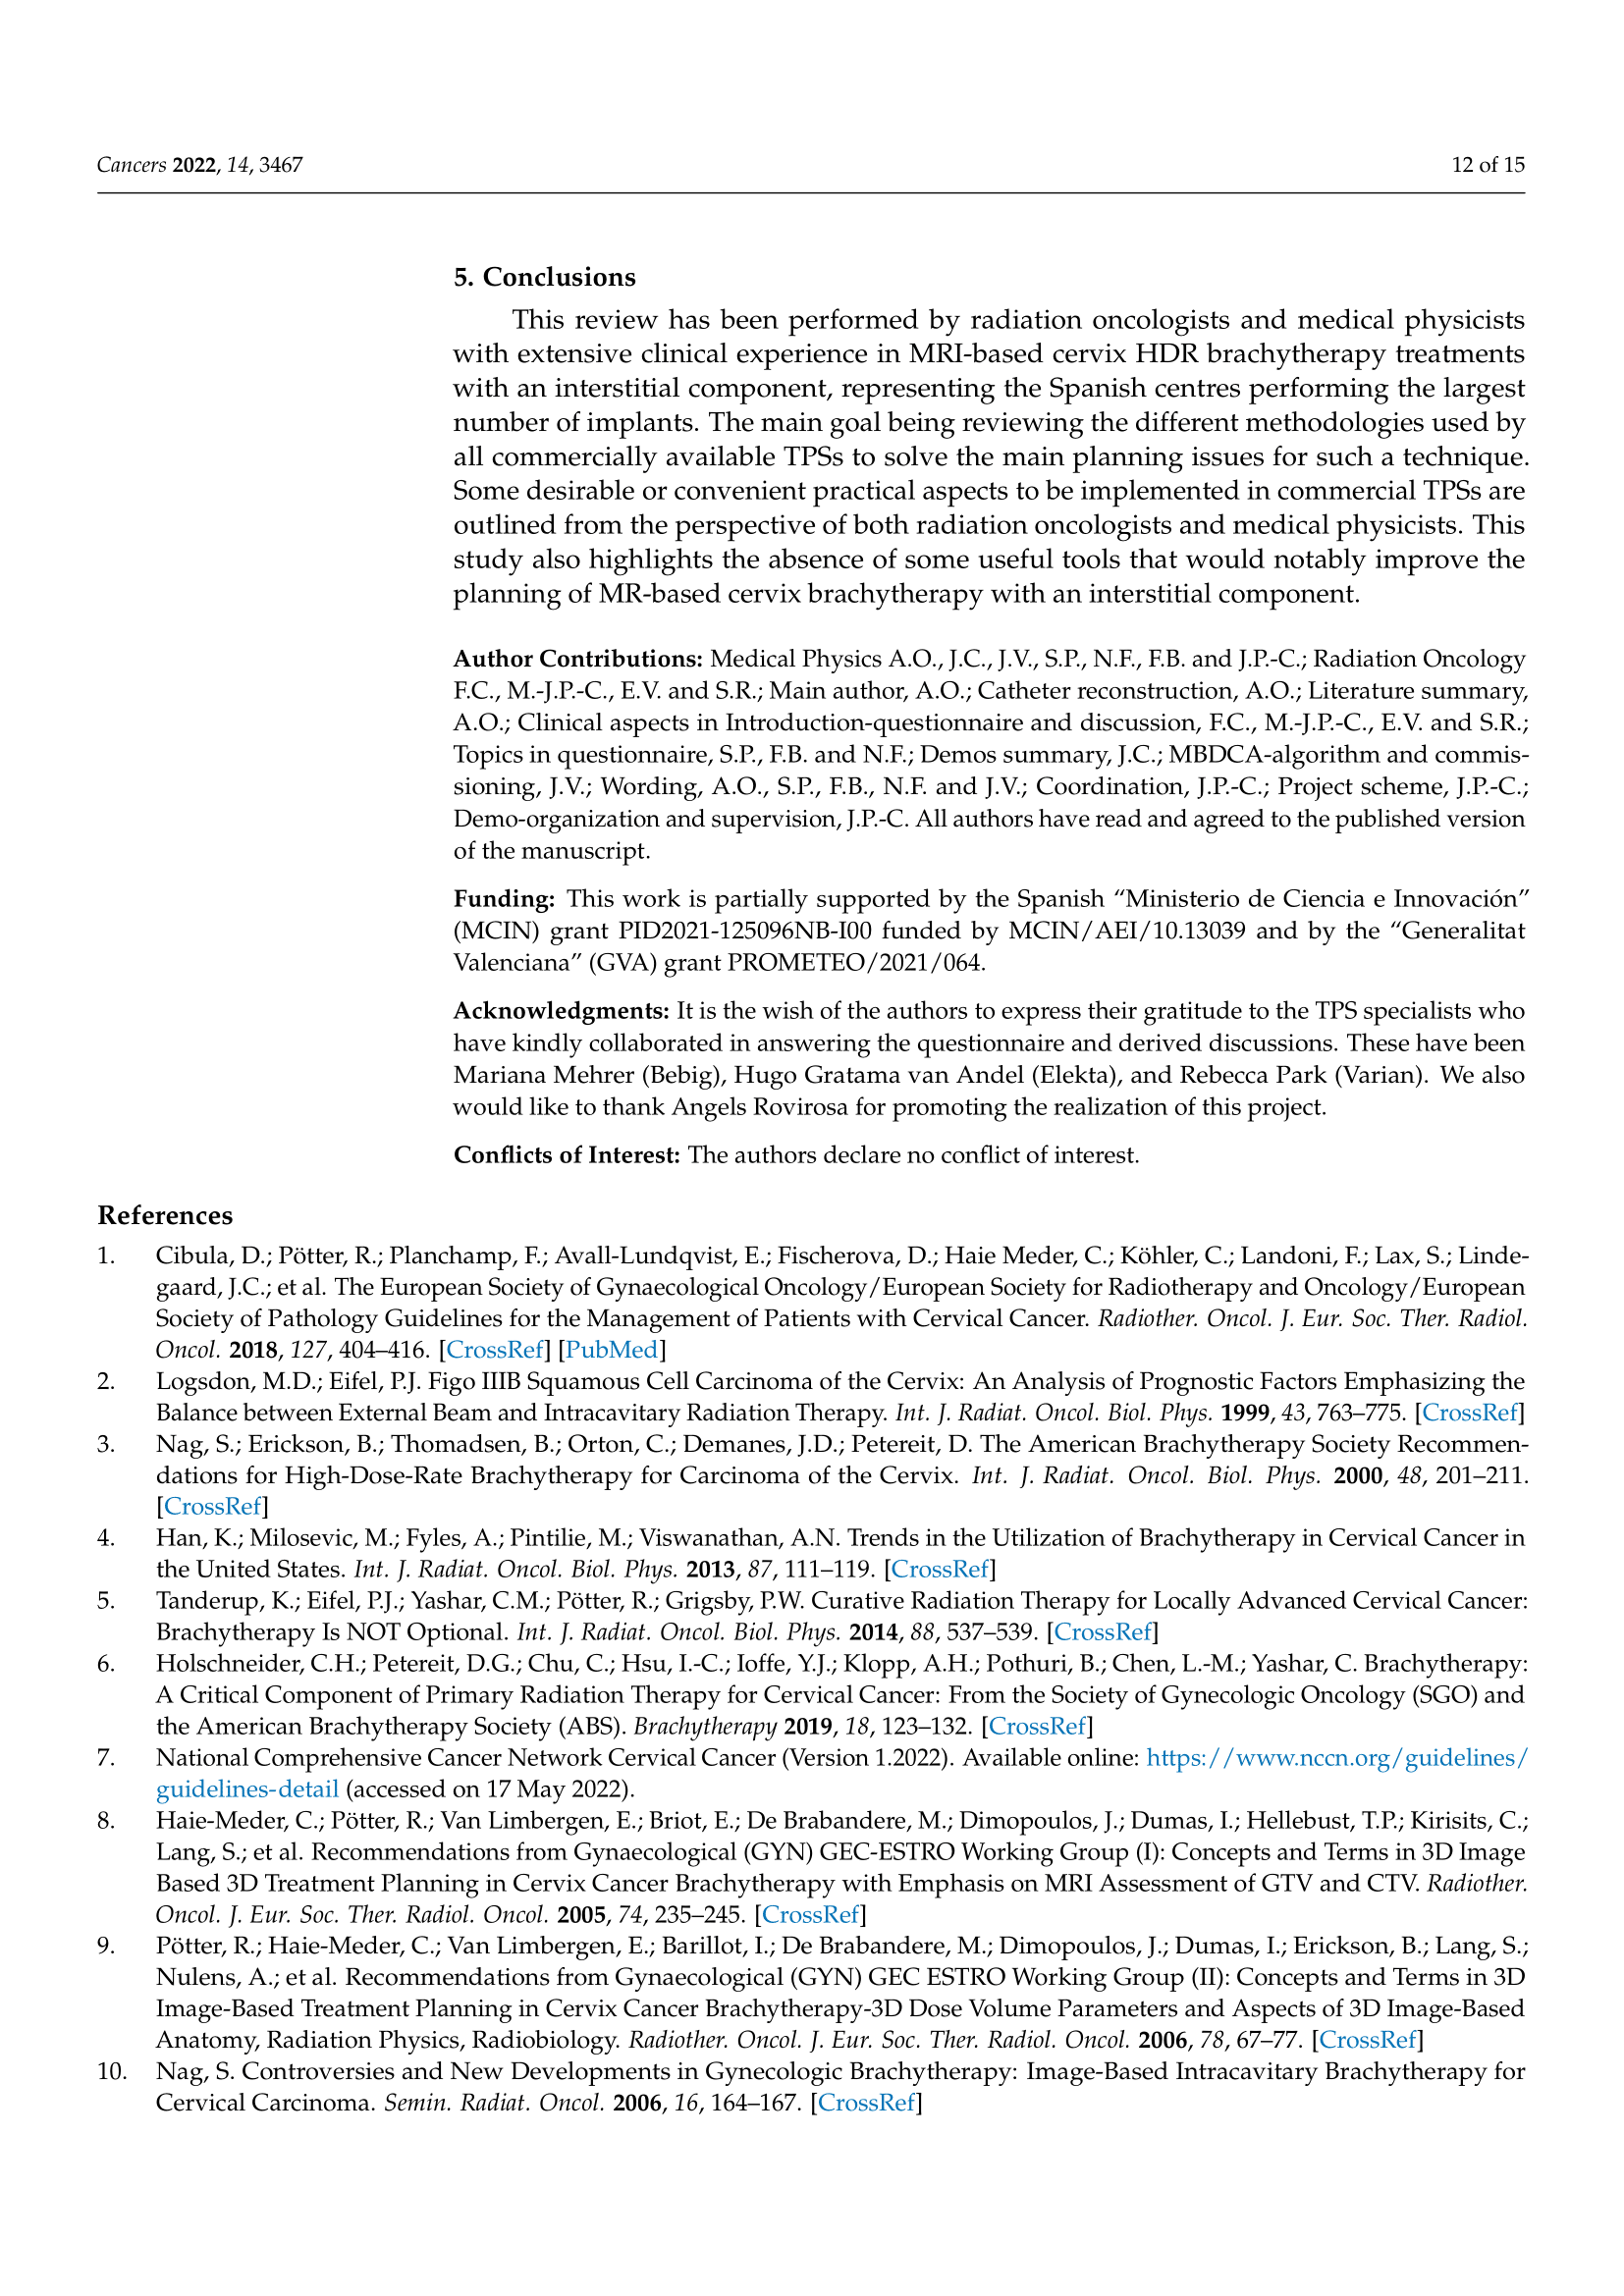 Cancers 2022, 14, 3467
12 of 15
5. Conclusions
This review has been performed by radiation oncologists and medical physicists
with extensive clinical experience in MRI-based cervix HDR brachytherapy treatments
with an interstitial component, representing the Spanish centres performing the largest
number of implants. The main goal being reviewing the different methodologies used by
all commercially available TPSs to solve the main planning issues for such a technique.
Some desirable or convenient practical aspects to be implemented in commercial TPSs are
outlined from the perspective of both radiation oncologists and medical physicists. This
study also highlights the absence of some useful tools that would notably improve the
planning of MR-based cervix brachytherapy with an interstitial component.
Author Contributions: Medical Physics A.O., J.C., J.V., S.P., N.F., F.B. and J.P.-C.; Radiation Oncology
F.C., M.-J.P.-C., E.V. and S.R.; Main author, A.O.; Catheter reconstruction, A.O.; Literature summary,
A.O.; Clinical aspects in Introduction-questionnaire and discussion, F.C., M.-J.P.-C., E.V. and S.R.;
Topics in questionnaire, S.P., F.B. and N.F.; Demos summary, J.C.; MBDCA-algorithm and commis-
sioning, J.V.; Wording, A.O., S.P., F.B., N.F. and J.V.; Coordination, J.P.-C.; Project scheme, J.P.-C.;
Demo-organization and supervision, J.P.-C. All authors have read and agreed to the published version
of the manuscript.
Funding: This work is partially supported by the Spanish “Ministerio de Ciencia e Innovación”
(MCIN) grant PID2021-125096NB-I00 funded by MCIN/AEI/10.13039 and by the “Generalitat
Valenciana” (GVA) grant PROMETEO/2021/064.
Acknowledgments: It is the wish of the authors to express their gratitude to the TPS specialists who
have kindly collaborated in answering the questionnaire and derived discussions. These have been
Mariana Mehrer (Bebig), Hugo Gratama van Andel (Elekta), and Rebecca Park (Varian). We also
would like to thank Angels Rovirosa for promoting the realization of this project.
Conflicts of Interest: The authors declare no conflict of interest.
References
1. Cibula, D.; Pötter, R.; Planchamp, F.; Avall-Lundqvist, E.; Fischerova, D.; Haie Meder, C.; Köhler, C.; Landoni, F.; Lax, S.; Linde-
gaard, J.C.; et al. The European Society of Gynaecological Oncology/European Society for Radiotherapy and Oncology/European
Society of Pathology Guidelines for the Management of Patients with Cervical Cancer. Radiother. Oncol. J. Eur. Soc. Ther. Radiol.
Oncol. 2018, 127, 404–416. [CrossRef] [PubMed]
2. Logsdon, M.D.; Eifel, P.J. Figo IIIB Squamous Cell Carcinoma of the Cervix: An Analysis of Prognostic Factors Emphasizing the
Balance between External Beam and Intracavitary Radiation Therapy. Int. J. Radiat. Oncol. Biol. Phys. 1999, 43, 763–775. [CrossRef]
3. Nag, S.; Erickson, B.; Thomadsen, B.; Orton, C.; Demanes, J.D.; Petereit, D. The American Brachytherapy Society Recommen-
dations for High-Dose-Rate Brachytherapy for Carcinoma of the Cervix. Int. J. Radiat. Oncol. Biol. Phys. 2000, 48, 201–211.
[CrossRef]
4. Han, K.; Milosevic, M.; Fyles, A.; Pintilie, M.; Viswanathan, A.N. Trends in the Utilization of Brachytherapy in Cervical Cancer in
the United States. Int. J. Radiat. Oncol. Biol. Phys. 2013, 87, 111–119. [CrossRef]
5. Tanderup, K.; Eifel, P.J.; Yashar, C.M.; Pötter, R.; Grigsby, P.W. Curative Radiation Therapy for Locally Advanced Cervical Cancer:
Brachytherapy Is NOT Optional. Int. J. Radiat. Oncol. Biol. Phys. 2014, 88, 537–539. [CrossRef]
6. Holschneider, C.H.; Petereit, D.G.; Chu, C.; Hsu, I.-C.; Ioffe, Y.J.; Klopp, A.H.; Pothuri, B.; Chen, L.-M.; Yashar, C. Brachytherapy:
A Critical Component of Primary Radiation Therapy for Cervical Cancer: From the Society of Gynecologic Oncology (SGO) and
the American Brachytherapy Society (ABS). Brachytherapy 2019, 18, 123–132. [CrossRef]
7. National Comprehensive Cancer Network Cervical Cancer (Version 1.2022). Available online: https://www.nccn.org/guidelines/
guidelines-detail (accessed on 17 May 2022).
8. Haie-Meder, C.; Pötter, R.; Van Limbergen, E.; Briot, E.; De Brabandere, M.; Dimopoulos, J.; Dumas, I.; Hellebust, T.P.; Kirisits, C.;
Lang, S.; et al. Recommendations from Gynaecological (GYN) GEC-ESTRO Working Group (I): Concepts and Terms in 3D Image
Based 3D Treatment Planning in Cervix Cancer Brachytherapy with Emphasis on MRI Assessment of GTV and CTV. Radiother.
Oncol. J. Eur. Soc. Ther. Radiol. Oncol. 2005, 74, 235–245. [CrossRef]
9. Pötter, R.; Haie-Meder, C.; Van Limbergen, E.; Barillot, I.; De Brabandere, M.; Dimopoulos, J.; Dumas, I.; Erickson, B.; Lang, S.;
Nulens, A.; et al. Recommendations from Gynaecological (GYN) GEC ESTRO Working Group (II): Concepts and Terms in 3D
Image-Based Treatment Planning in Cervix Cancer Brachytherapy-3D Dose Volume Parameters and Aspects of 3D Image-Based
Anatomy, Radiation Physics, Radiobiology. Radiother. Oncol. J. Eur. Soc. Ther. Radiol. Oncol. 2006, 78, 67–77. [CrossRef]
10. Nag, S. Controversies and New Developments in Gynecologic Brachytherapy: Image-Based Intracavitary Brachytherapy for
Cervical Carcinoma. Semin. Radiat. Oncol. 2006, 16, 164–167. [CrossRef]